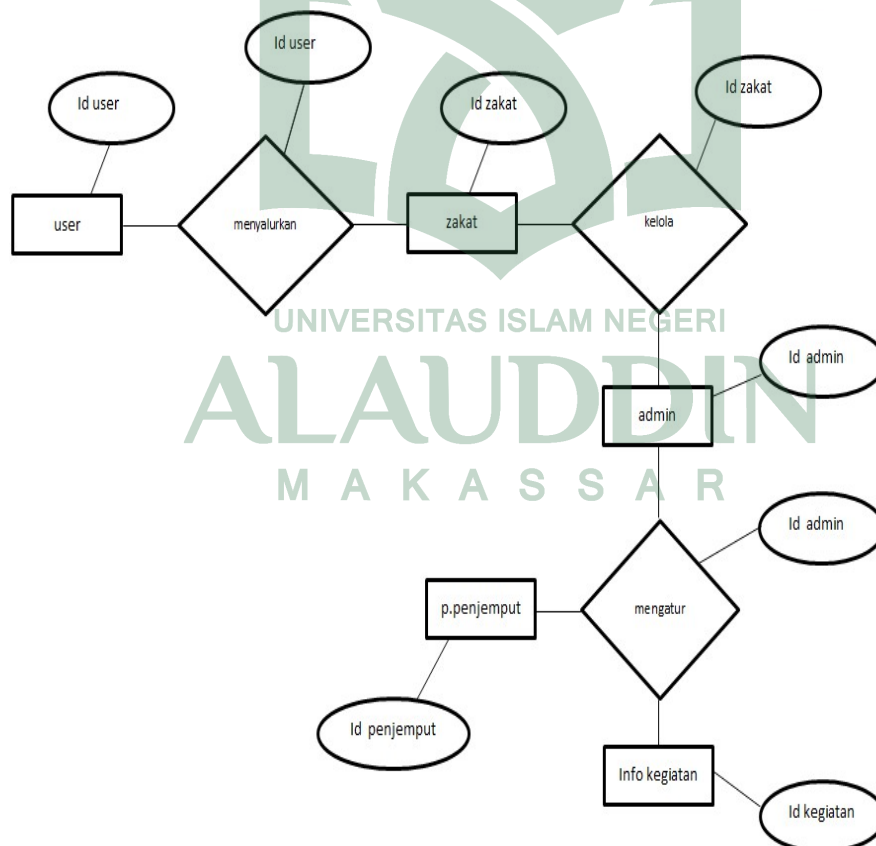 Id user
Id user
Id zakat
Id zakat
user
menyalurkan
zakat
kelola
UNIVERSITAS ISLAM NEGERI
ALAUDDIN
MAKASSAR
Id admin
admin
Id admin
p.penjemput
mengatur
Id penjemput
Info kegiatan
Id kegiatan